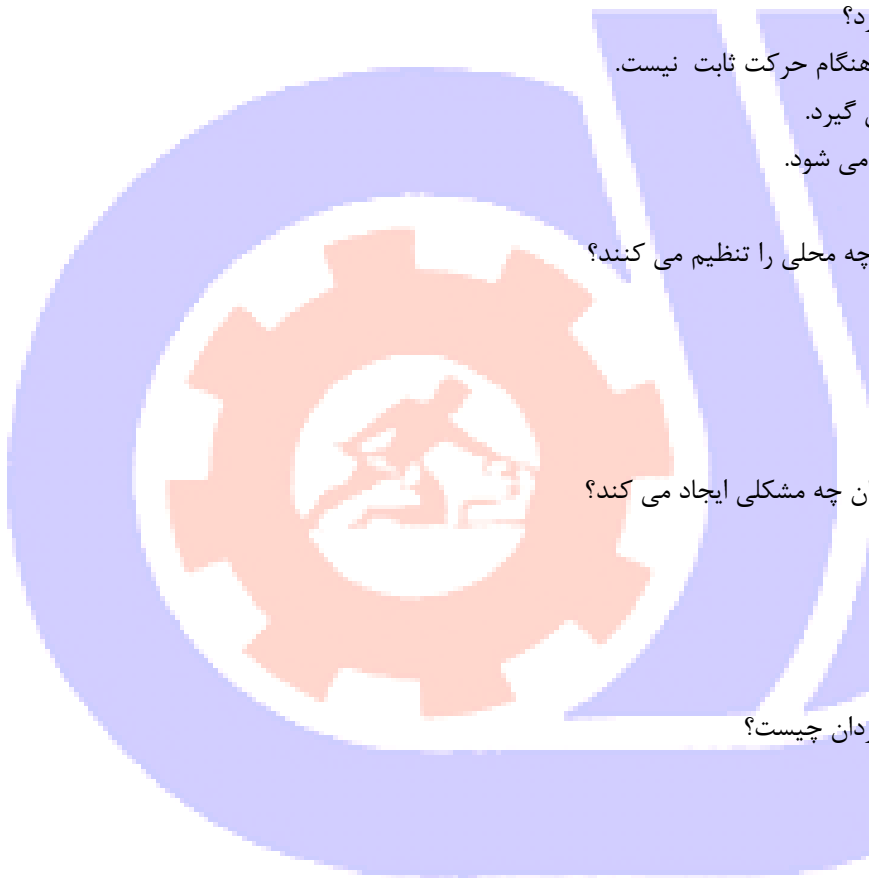 رد؟
هنگام حرکت ثابت نیست.
گیرد.
می شود.
چه محلی را تنظیم می کنند؟
ان چه مشکلی ایجاد می کند؟
ردان چیست؟